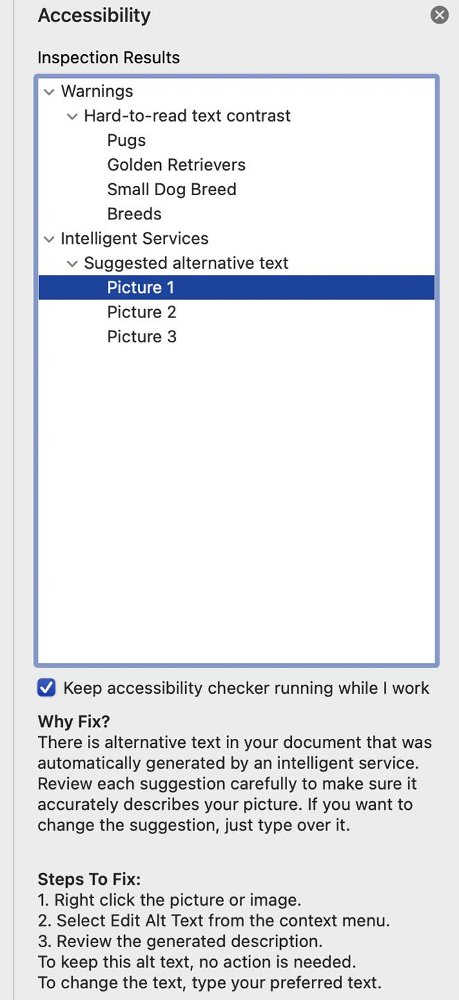 Accessibility
Inspection Results
Warnings
Hard-to-read text contrast
Pugs
Golden Retrievers
Small Dog Breed
Breeds
Intelligent Services
Suggested alternative text
Picture 1
Picture 2
Picture 3
Keep accessibility checker running while I work
Why Fix?
There is alternative text in your document that was
automatically generated by an intelligent service.
Review each suggestion carefully to make sure it
accurately describes your picture. If you want to
change the suggestion, just type over it.
Steps To Fix:
1. Right click the picture or image.
2. Select Edit Alt Text from the context menu.
3. Review the generated description.
To keep this alt text, no action is needed.
To change the text, type your preferred text.